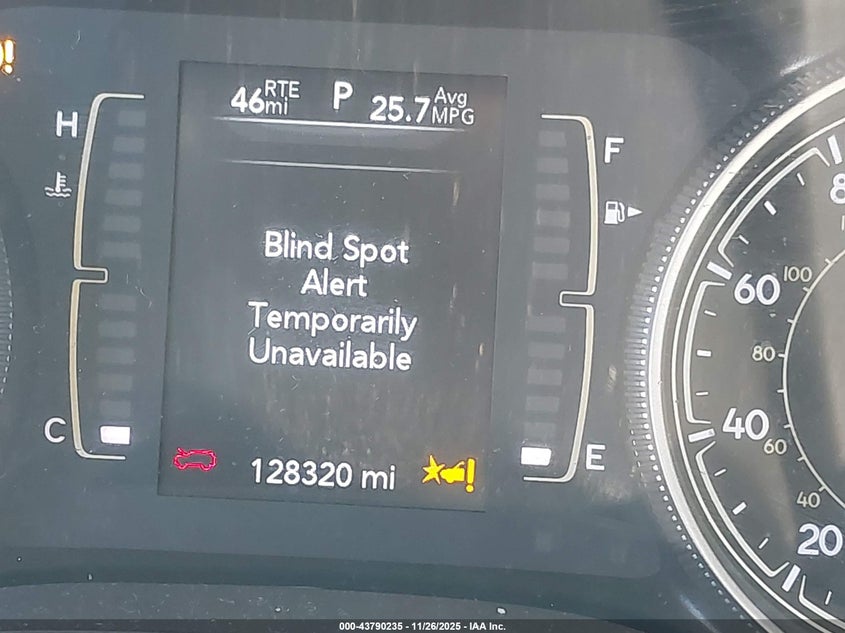 46 RTE mi P 25.7 Avg MPG
H
F
Blind Spot
Alert
Temporarily
Unavailable
C
E
128320 mi
8
60
100
80
40
60
40
20
000-43790235 - 11/26/2025 - IAA Inc.